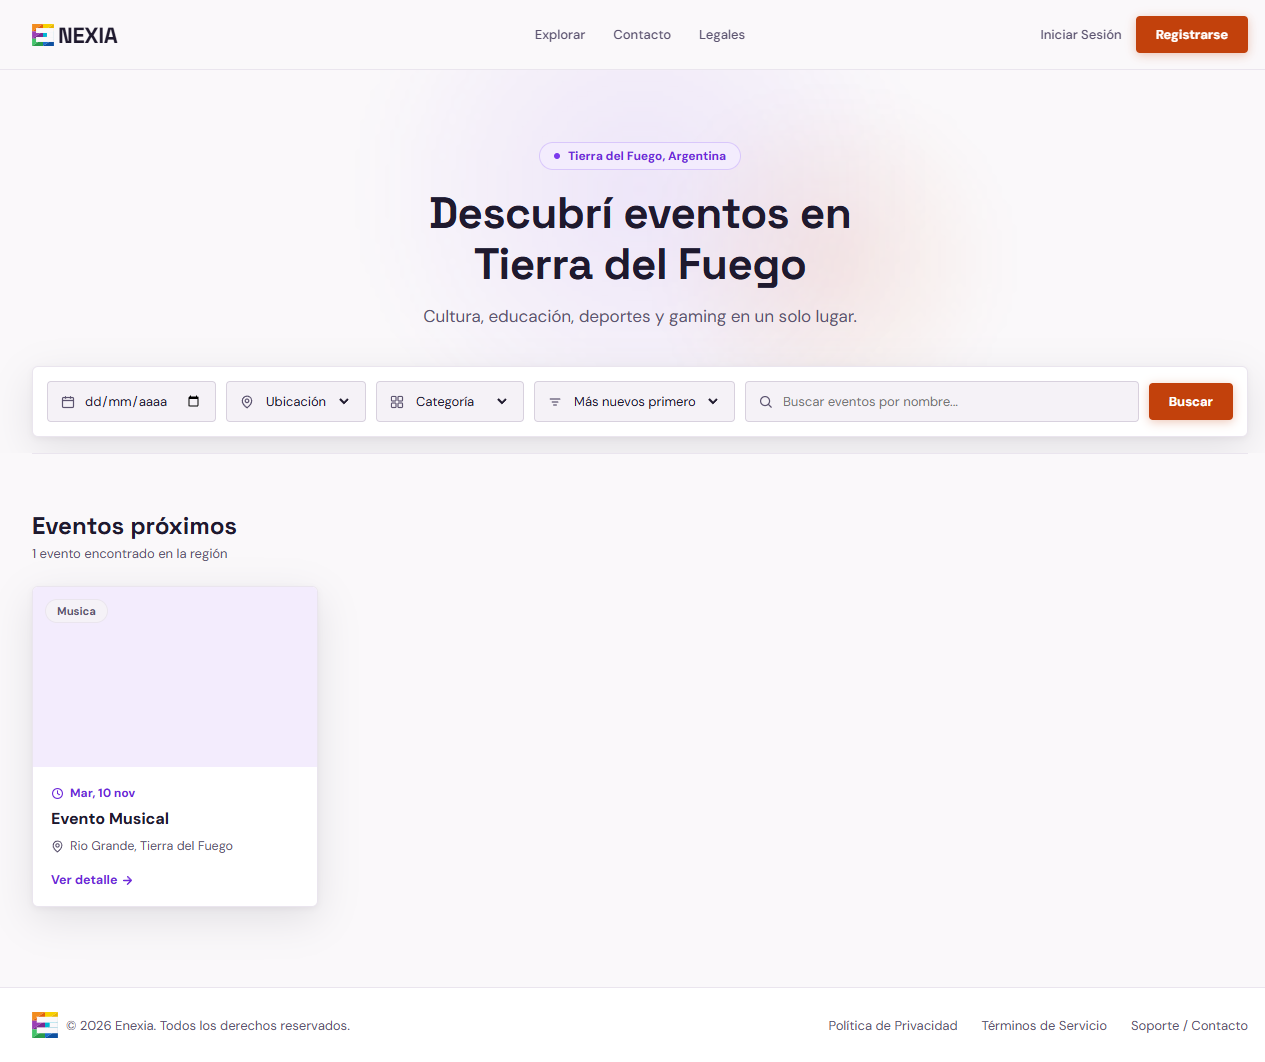 ENEXIA
Explorar
Contacto
Legales
Iniciar Sesión
Registrarse
Tierra del Fuego, Argentina
Descubrí eventos en
Tierra del Fuego
Cultura, educación, deportes y gaming en un solo lugar.
dd/mm/aaaa
Ubicación
Categoría
Más nuevos primero
Buscar eventos por nombre...
Buscar
Eventos próximos
1 evento encontrado en la región
Musica
Mar, 10 nov
Evento Musical
Rio Grande, Tierra del Fuego
Ver detalle →
E © 2026 Enexia. Todos los derechos reservados.
Política de Privacidad
Términos de Servicio
Soporte / Contacto